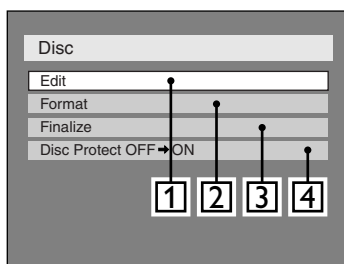 Disc
Edit
Format
Finalize
Disc Protect OFF➔ON
1 2 3 4